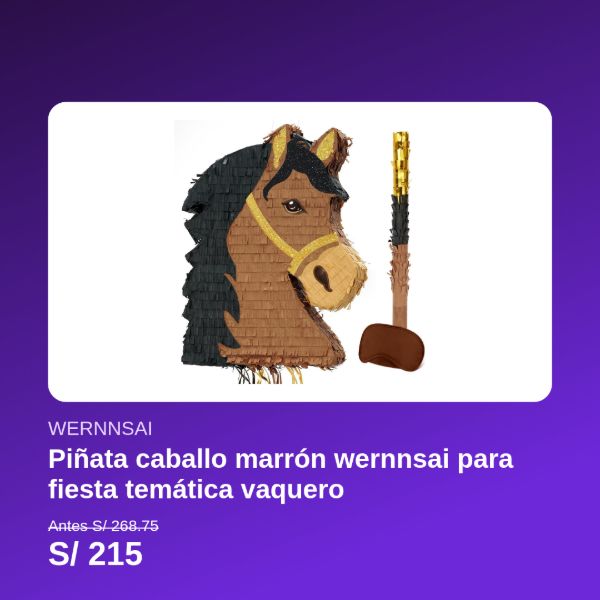 WERNNSAI
Piñata caballo marrón wernnsai para
fiesta temática vaquero
Antes S/ 268.75
S/ 215